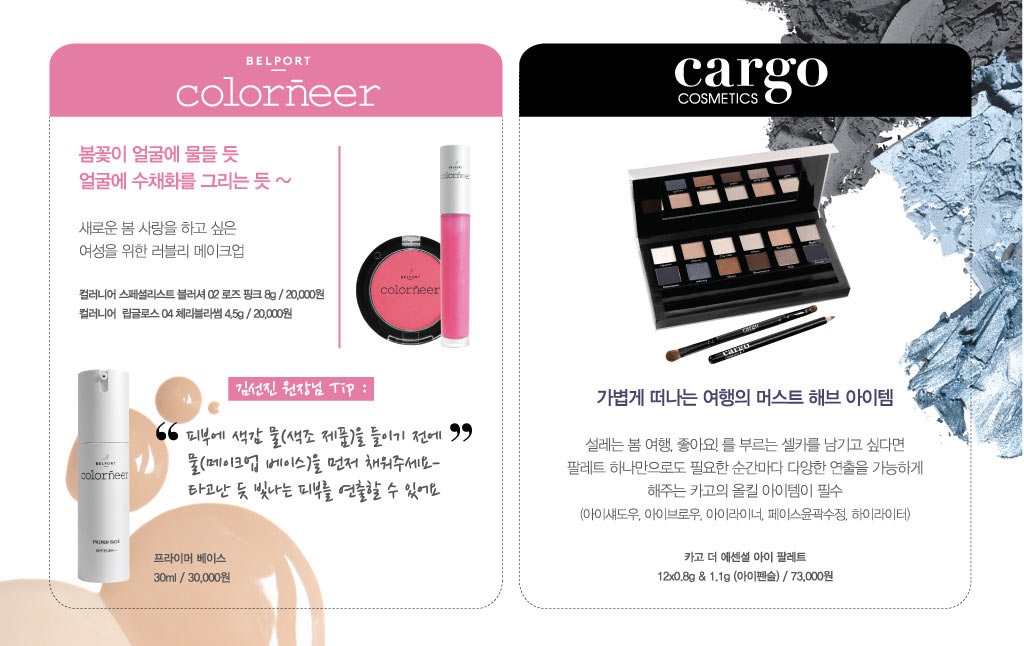 BELPORT
colorñeer
봄꽃이 얼굴에 물들 듯
얼굴에 수채화를 그리는 듯 ~
새로운 봄 사랑을 하고 싶은
여성을 위한 러블리 메이크업
컬러니어 스페셜리스트 블러셔 02 로즈 핑크 8g / 20,000원
컬러니어 립글로스 04 체리블라썸 4.5g / 20,000원
BELPORT
colorñeer
BELPORT
colorñeer
김선진 원장님 Tip :
“ 피부에 색감 물(색조 제품)을 들이기 전에 ”
물(메이크업 베이스)을 먼저 채워주세요~
타고난 듯 빛나는 피부를 연출할 수 있어요
BELPORT
colorñeer
PRIMER BASE
프라이머 베이스
30ml / 30,000원
cargo
COSMETICS
cargo
cargo
가볍게 떠나는 여행의 머스트 해브 아이템
설레는 봄 여행, 좋아요! 를 부르는 셀카를 남기고 싶다면
팔레트 하나만으로도 필요한 순간마다 다양한 연출을 가능하게
해주는 카고의 올킬 아이템이 필수
(아이섀도우, 아이브로우, 아이라이너, 페이스윤곽수정, 하이라이터)
카고 더 에센셜 아이 팔레트
12x0.8g & 1.1g (아이펜슬) / 73,000원